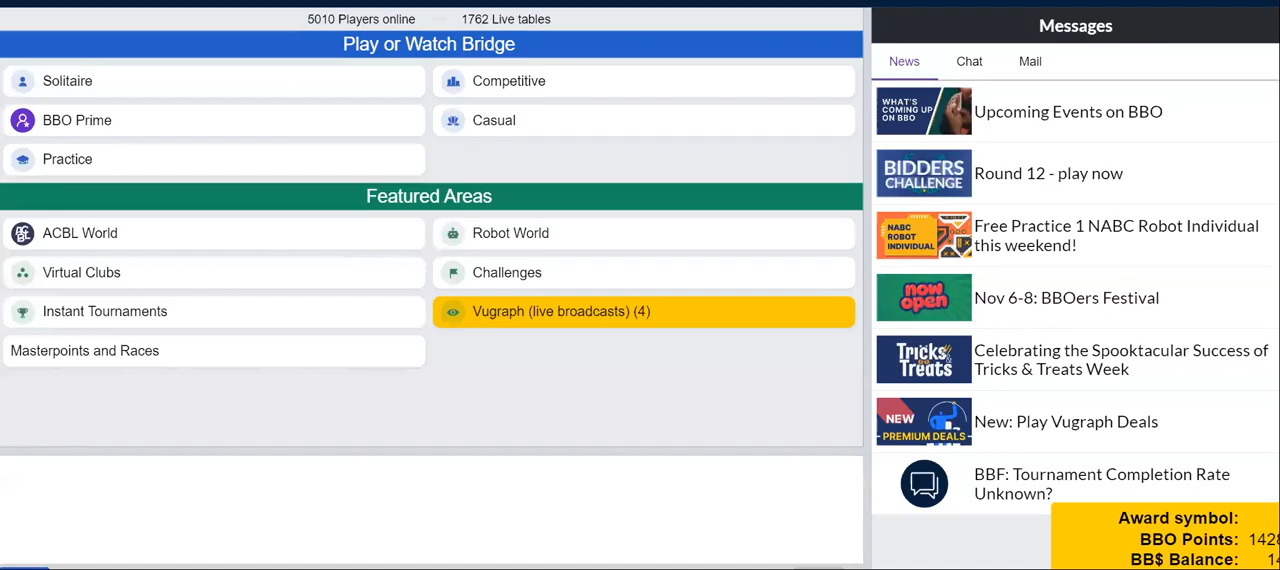 5010 Players online 1762 Live tables
Play or Watch Bridge
Solitaire
Competitive
BBO Prime
Casual
Practice
Featured Areas
ACBL World
Robot World
Virtual Clubs
Challenges
Instant Tournaments
Vugraph (live broadcasts) (4)
Masterpoints and Races
Messages
News Chat Mail
WHAT'S
COMING UP
ON BBO
Upcoming Events on BBO
BIDDERS
CHALLENGE
Round 12 - play now
NABC
ROBOT
INDIVIDUAL
Free Practice 1 NABC Robot Individual
this weekend!
now
open
Nov 6-8: BBOers Festival
Tricks
Treats
Celebrating the Spooktacular Success of
Tricks & Treats Week
NEW
PREMIUM DEALS
New: Play Vugraph Deals
BBF: Tournament Completion Rate
Unknown?
Award symbol:
BBO Points:
BB$ Balance: